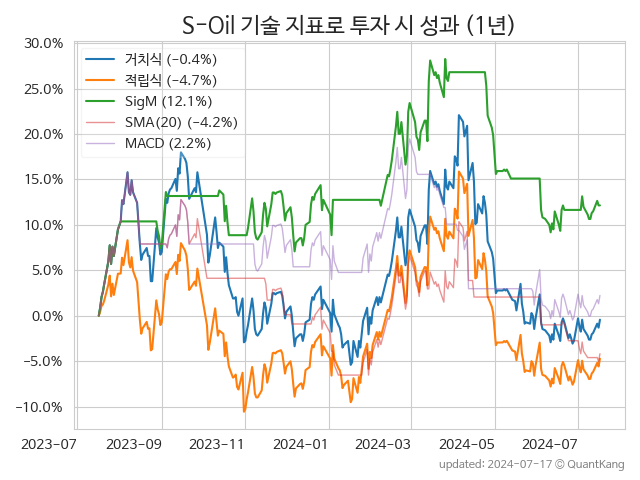 S-Oil 기술 지표로 투자 시 성과 (1년)
30.0%
25.0%
20.0%
15.0%
10.0%
5.0%
0.0%
−5.0%
−10.0%
거치식 (-0.4%)
적립식 (-4.7%)
SigM (12.1%)
SMA(20) (-4.2%)
MACD (2.2%)
2023-07 2023-09 2023-11 2024-01 2024-03 2024-05 2024-07
updated: 2024-07-17 © QuantKang